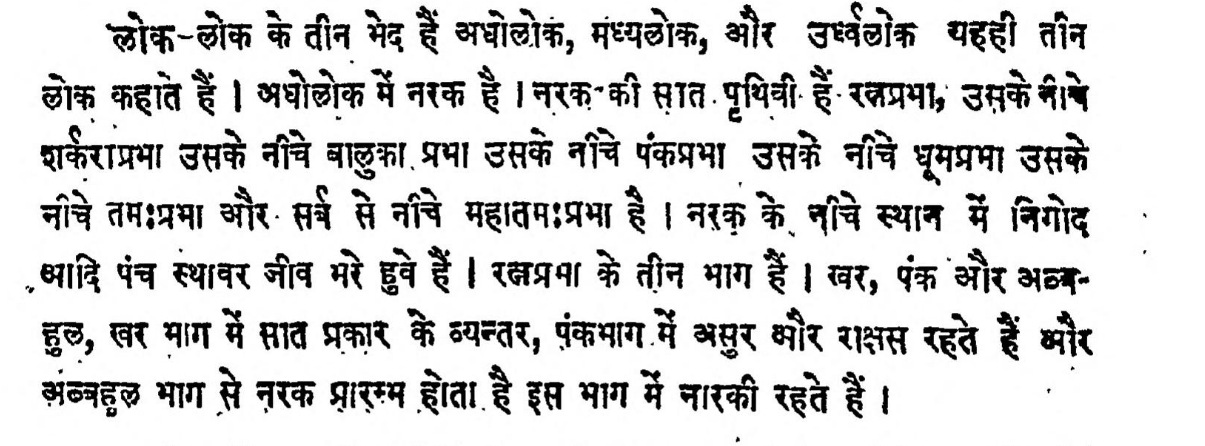 लोक-लोक के तीन भेद हैं अधोलोक, मध्यलोक, और उर्ध्वलोक यहही तीन
लोक कहाते हैं । अधोलोक में नरक है । नरक की सात पृथिवी हैं रत्नप्रभा, उसके नीचे
शर्कराप्रभा उसके नीचे बालुका प्रभा उसके नीचे पंकप्रभा उसके नीचे धूमप्रभा उसके
नीचे तमःप्रभा और सर्व से नीचे महातमःप्रभा है । नरक के नीचे स्थान में निगोद
आदि पंच स्थावर जीव भरे हुवे हैं । रत्नप्रभा के तीन भाग हैं । खर, पंक और अव्ब-
हुल, खर भाग में सात प्रकार के व्यन्तर, पंकभाग में असुर और राक्षस रहते हैं और
अव्बहुल भाग से नरक प्रारम्भ होता है इस भाग में नारकी रहते हैं ।